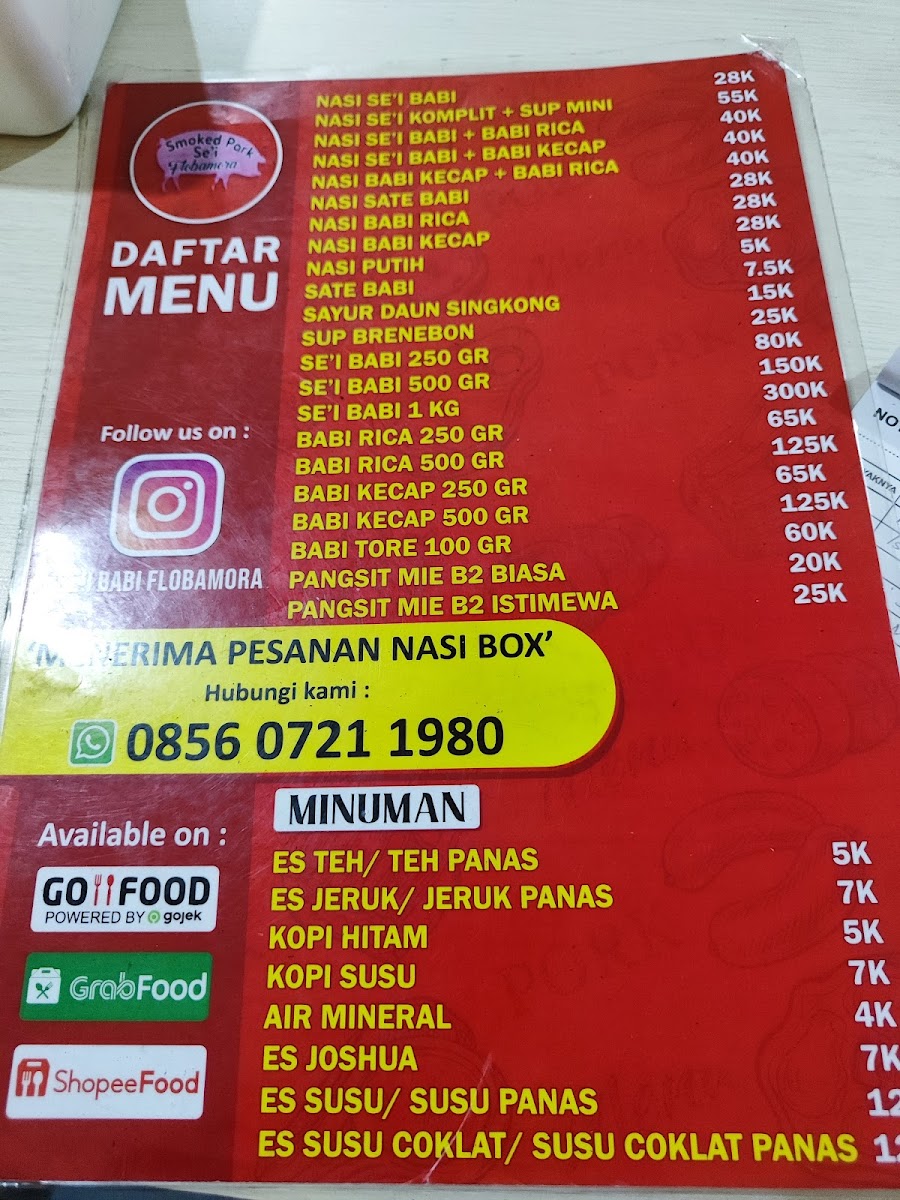 Smoked Pork
Se'i
Flobamora
DAFTAR
MENU
NASI SE'I BABI 28K
NASI SE'I KOMPLIT + SUP MINI 55K
NASI SE'I BABI + BABI RICA 40K
NASI SE'I BABI + BABI KECAP 40K
NASI BABI KECAP + BABI RICA 40K
NASI SATE BABI 28K
NASI BABI RICA 28K
NASI BABI KECAP 28K
NASI PUTIH 5K
SATE BABI 7.5K
SAYUR DAUN SINGKONG 15K
SUP BRENEBON 25K
SE'I BABI 250 GR 80K
SE'I BABI 500 GR 150K
SE'I BABI 1 KG 300K
BABI RICA 250 GR 65K
BABI RICA 500 GR 125K
BABI KECAP 250 GR 65K
BABI KECAP 500 GR 125K
BABI TORE 100 GR 60K
PANGSIT MIE B2 BIASA 20K
PANGSIT MIE B2 ISTIMEWA 25K
Follow us on :
BABI FLOBAMORA
'MENERIMA PESANAN NASI BOX'
Hubungi kami :
0856 0721 1980
MINUMAN
ES TEH/ TEH PANAS 5K
ES JERUK/ JERUK PANAS 7K
KOPI HITAM 5K
KOPI SUSU 7K
AIR MINERAL 4K
ES JOSHUA 7K
ES SUSU/ SUSU PANAS 12
ES SUSU COKLAT/ SUSU COKLAT PANAS 12
Available on :
GO FOOD
POWERED BY gojek
GrabFood
ShopeeFood